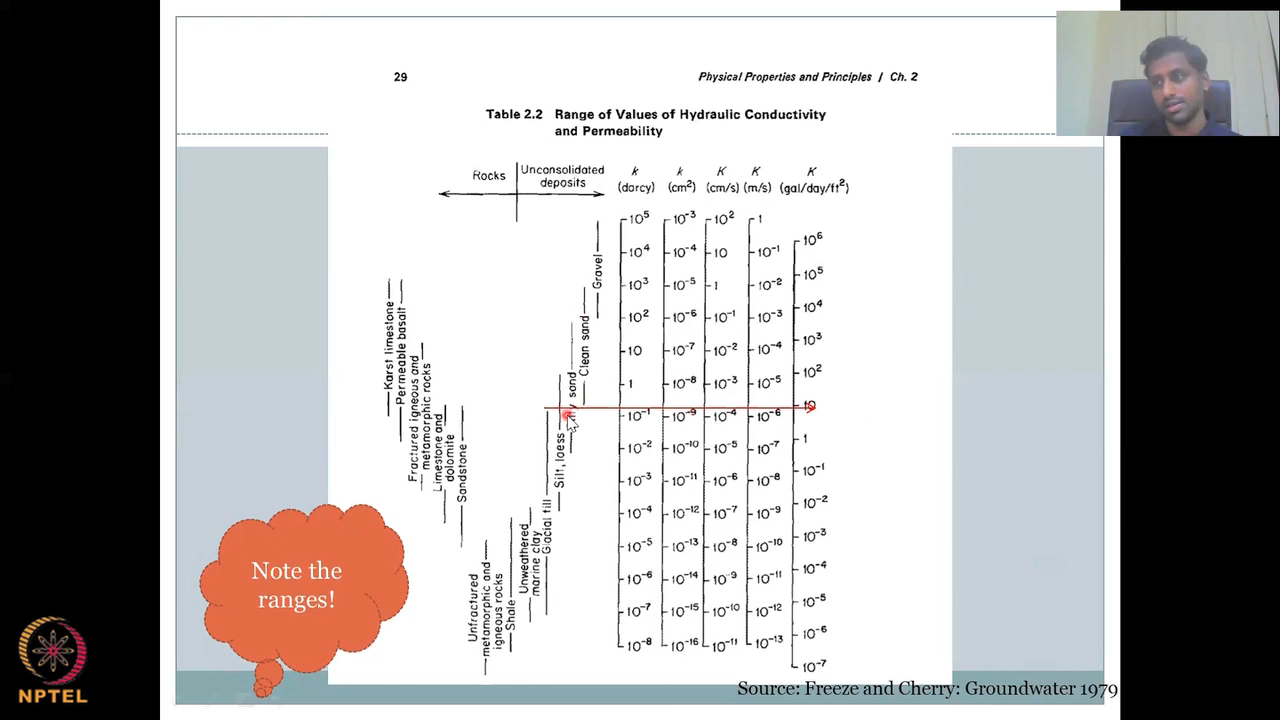 29
Physical Properties and Principles / Ch. 2
Table 2.2 Range of Values of Hydraulic Conductivity
and Permeability
Rocks
Unconsolidated
deposits
k
(darcy)
k
(cm²)
K
(cm/s)
K
(m/s)
K
(gal/day/ft²)
10⁵
10⁴
10³
10²
10
1
10⁻¹
10⁻²
10⁻³
10⁻⁴
10⁻⁵
10⁻⁶
10⁻⁷
10⁻⁸
10⁻³
10⁻⁴
10⁻⁵
10⁻⁶
10⁻⁷
10⁻⁸
10⁻⁹
10⁻¹⁰
10⁻¹¹
10⁻¹²
10⁻¹³
10⁻¹⁴
10⁻¹⁵
10⁻¹⁶
10²
10
1
10⁻¹
10⁻²
10⁻³
10⁻⁴
10⁻⁵
10⁻⁶
10⁻⁷
10⁻⁸
10⁻⁹
10⁻¹⁰
10⁻¹¹
1
10⁻¹
10⁻²
10⁻³
10⁻⁴
10⁻⁵
10⁻⁶
10⁻⁷
10⁻⁸
10⁻⁹
10⁻¹⁰
10⁻¹¹
10⁻¹²
10⁻¹³
10⁶
10⁵
10⁴
10³
10²
10
1
10⁻¹
10⁻²
10⁻³
10⁻⁴
10⁻⁵
10⁻⁶
10⁻⁷
Karst limestone
Permeable basalt
Fractured igneous and
metamorphic rocks
Limestone and
dolomite
Sandstone
Unfractured
metamorphic and
igneous rocks
Shale
Unweathered
marine clay
Glacial till
Silt, loess
sand
Clean sand
Gravel
Note the
ranges!
NPTEL
Source: Freeze and Cherry: Groundwater 1979